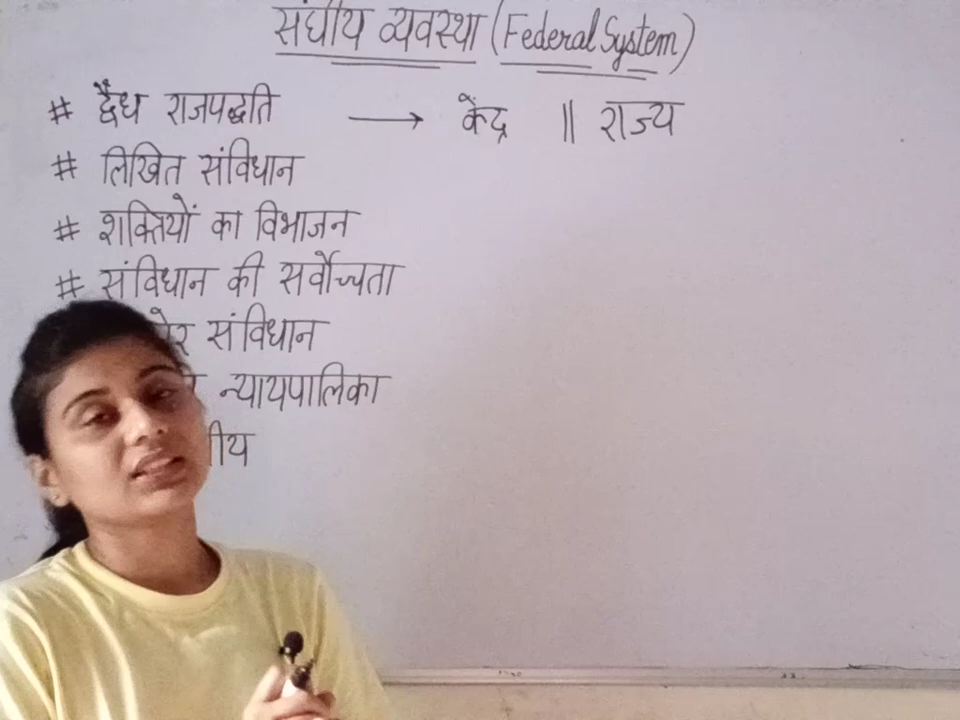 संघीय व्यवस्था (Federal System)
# द्वैध राजपद्धति → केंद्र || राज्य
# लिखित संविधान
# शक्तियों का विभाजन
# संविधान की सर्वोच्चता
संविधान
न्यायपालिका